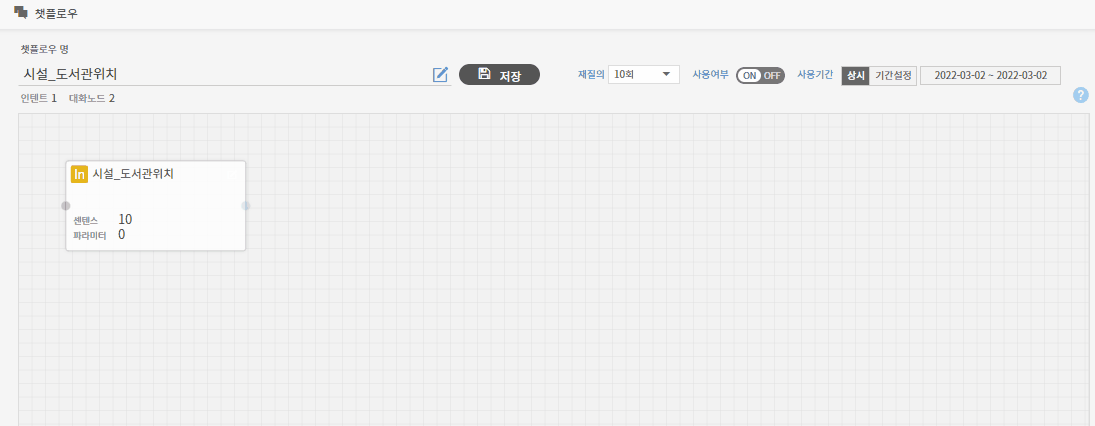 챗플로우
챗플로우 명
시설_도서관위치
저장
재질의 10회 사용여부 ON OFF 사용기간 상시 기간설정 2022-03-02 ~ 2022-03-02
인텐트 1 대화노드 2
?
In 시설_도서관위치
센텐스 10
파라미터 0